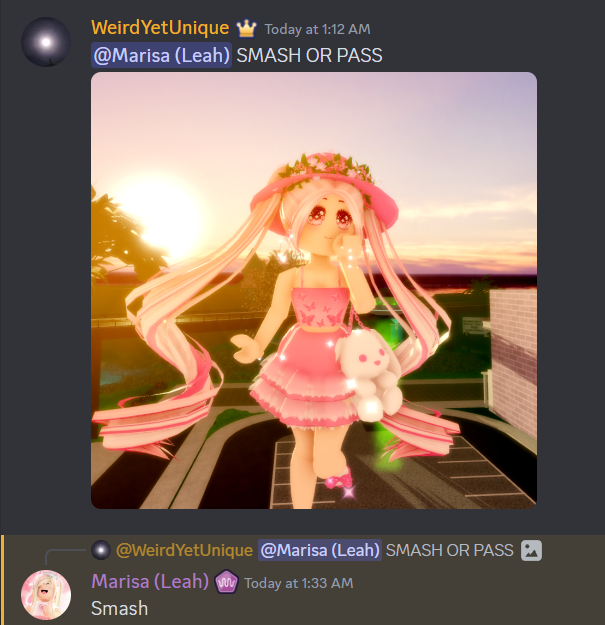 WeirdYetUnique Today at 1:12 AM
@Marisa (Leah) SMASH OR PASS
@WeirdYetUnique @Marisa (Leah) SMASH OR PASS
Marisa (Leah) Today at 1:33 AM
Smash